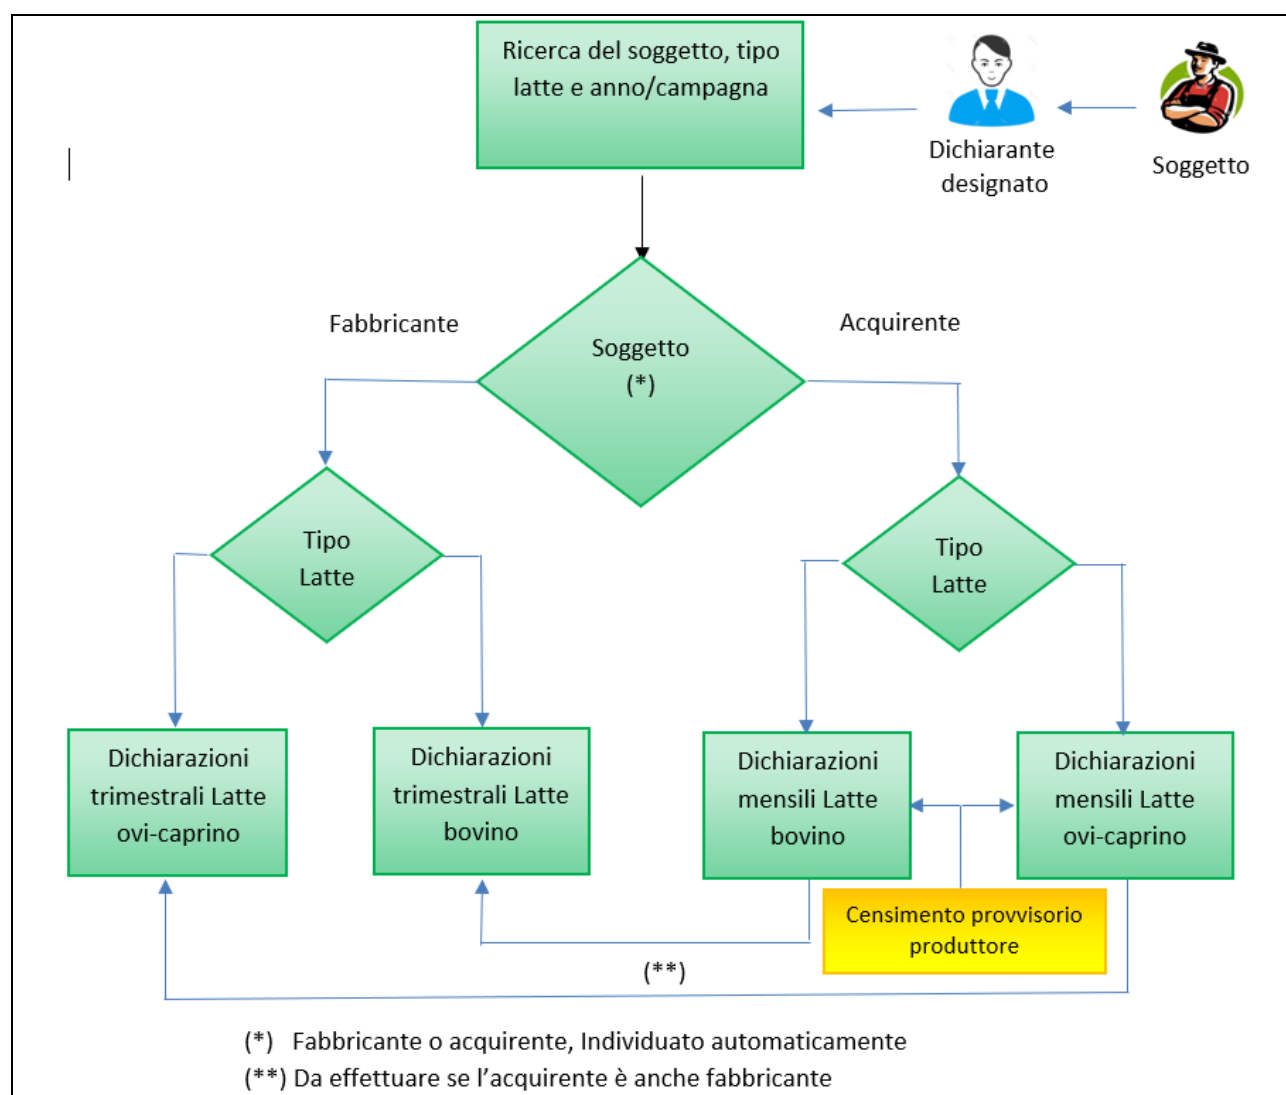 Ricerca del soggetto, tipo
latte e anno/campagna
Dichiarante
designato
Soggetto
Fabbricante
Acquirente
Soggetto
(*)
Tipo
Latte
Tipo
Latte
Dichiarazioni
trimestrali Latte
ovi-caprino
Dichiarazioni
trimestrali Latte
bovino
Dichiarazioni
mensili Latte
bovino
Dichiarazioni
mensili Latte
ovi-caprino
Censimento provvisorio
produttore
(**)
(*) Fabbricante o acquirente, Individuato automaticamente
(**) Da effettuare se l'acquirente è anche fabbricante